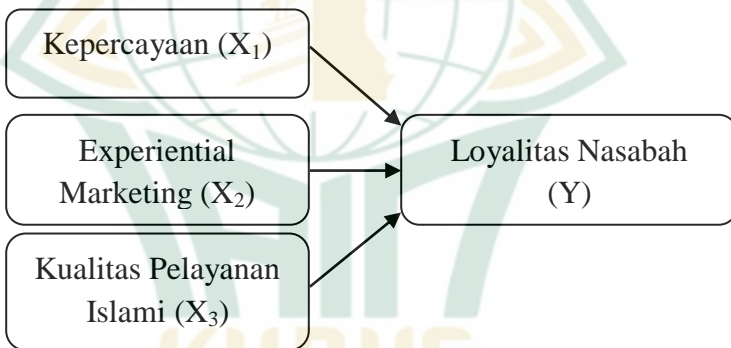 Kepercayaan (X₁)
Experiential
Marketing (X₂)
Loyalitas Nasabah
(Y)
Kualitas Pelayanan
Islami (X₃)